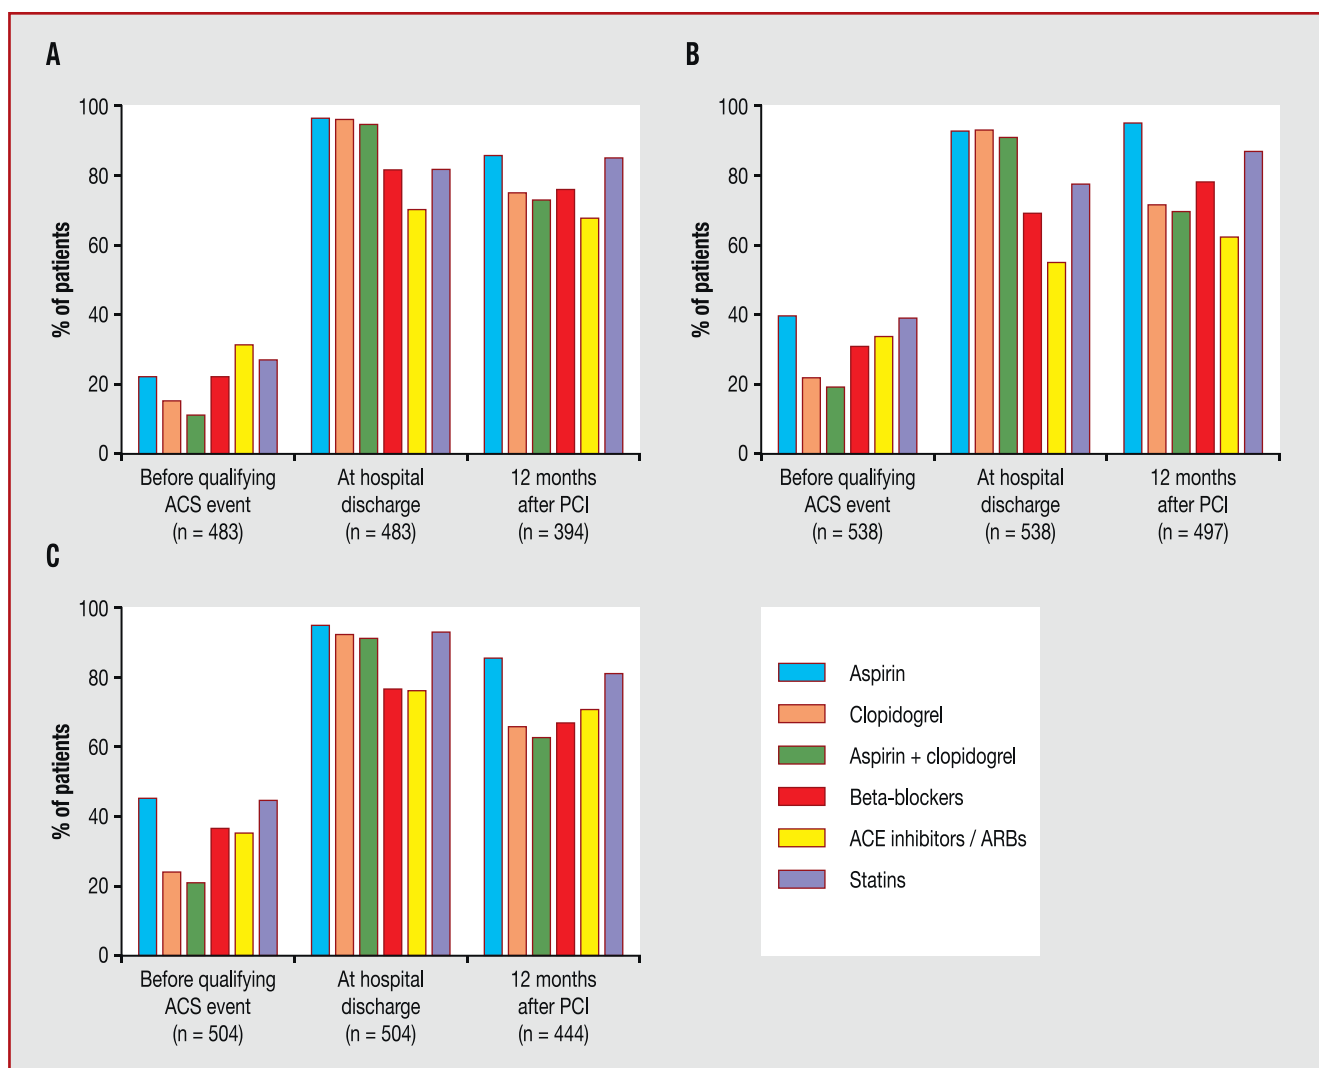 A
% of patients
100
80
60
40
20
0
Before qualifying
ACS event
(n = 483)
At hospital
discharge
(n = 483)
12 months
after PCI
(n = 394)
B
% of patients
100
80
60
40
20
0
Before qualifying
ACS event
(n = 538)
At hospital
discharge
(n = 538)
12 months
after PCI
(n = 497)
C
% of patients
100
80
60
40
20
0
Before qualifying
ACS event
(n = 504)
At hospital
discharge
(n = 504)
12 months
after PCI
(n = 444)
Aspirin
Clopidogrel
Aspirin + clopidogrel
Beta-blockers
ACE inhibitors / ARBs
Statins